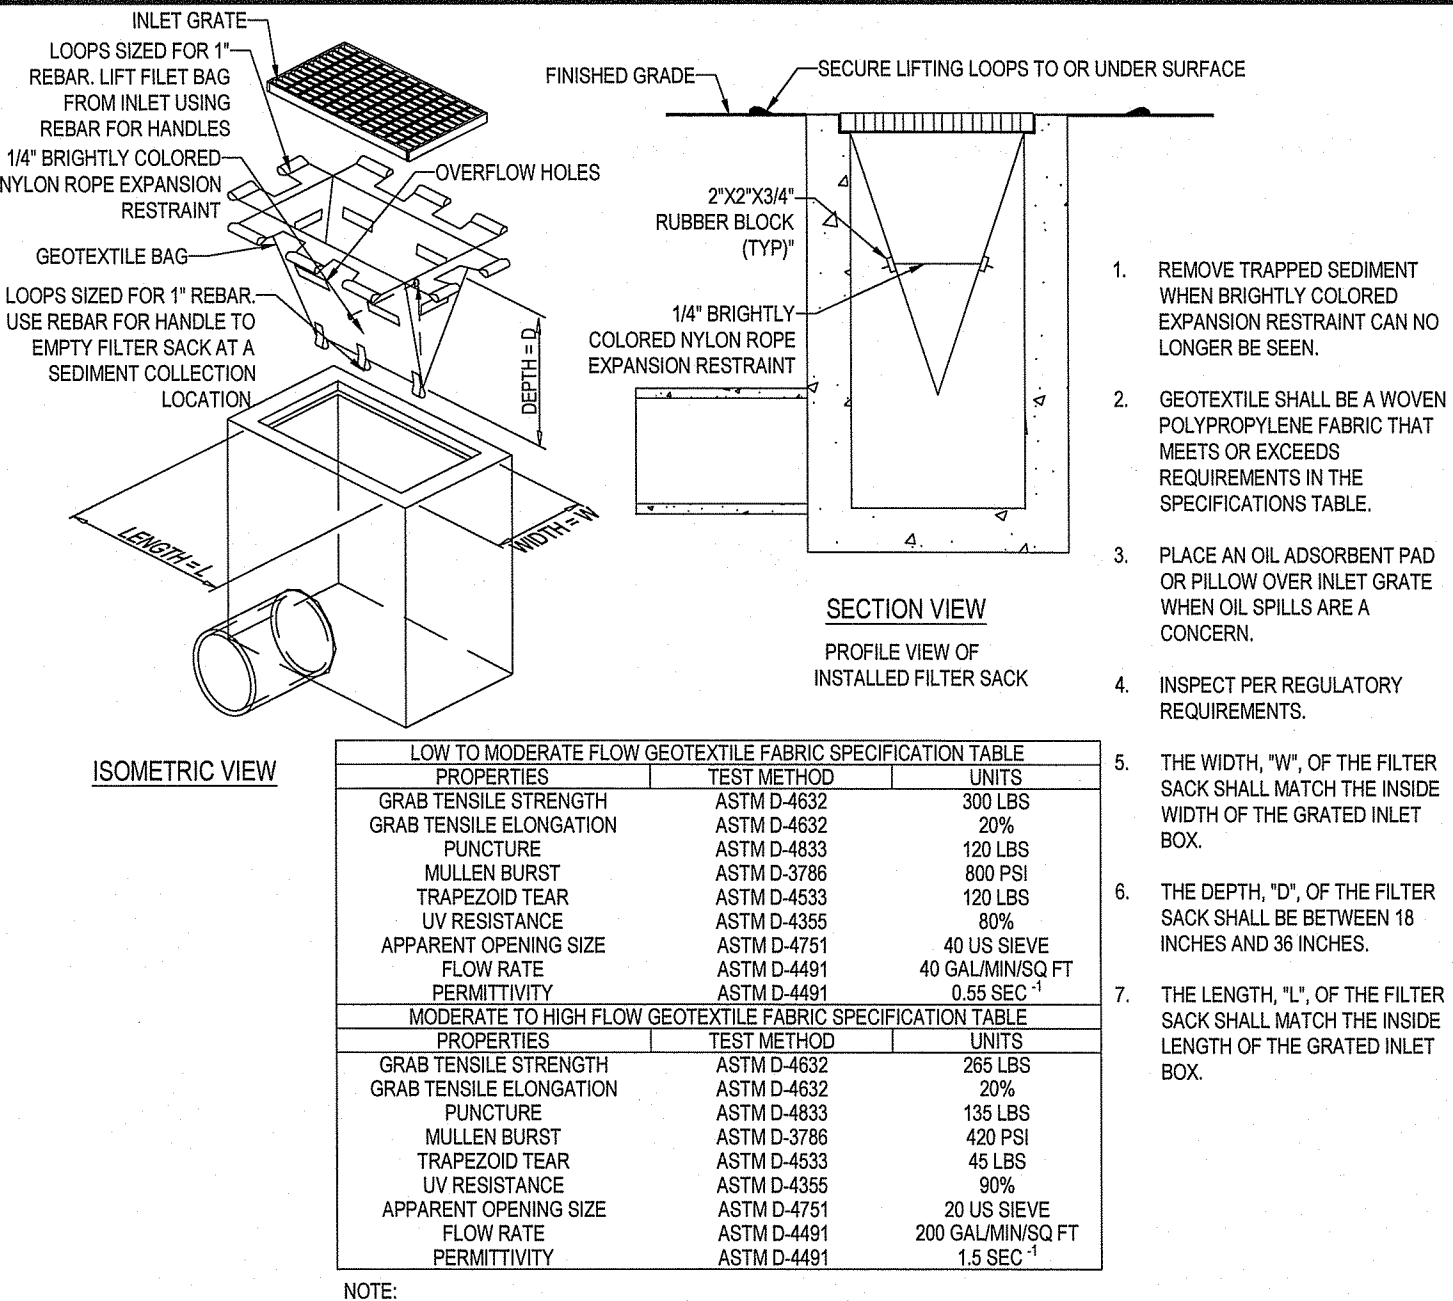 INLET GRATE
LOOPS SIZED FOR 1"
REBAR. LIFT FILET BAG
FROM INLET USING
REBAR FOR HANDLES
1/4" BRIGHTLY COLORED
NYLON ROPE EXPANSION
RESTRAINT
GEOTEXTILE BAG
LOOPS SIZED FOR 1" REBAR.
USE REBAR FOR HANDLE TO
EMPTY FILTER SACK AT A
SEDIMENT COLLECTION
LOCATION.
OVERFLOW HOLES
DEPTH = D
LENGTH = L
WIDTH = W
ISOMETRIC VIEW
FINISHED GRADE
SECURE LIFTING LOOPS TO OR UNDER SURFACE
2"X2"X3/4"
RUBBER BLOCK
(TYP)"
1/4" BRIGHTLY
COLORED NYLON ROPE
EXPANSION RESTRAINT
SECTION VIEW
PROFILE VIEW OF
INSTALLED FILTER SACK
1. REMOVE TRAPPED SEDIMENT
WHEN BRIGHTLY COLORED
EXPANSION RESTRAINT CAN NO
LONGER BE SEEN.
2. GEOTEXTILE SHALL BE A WOVEN
POLYPROPYLENE FABRIC THAT
MEETS OR EXCEEDS
REQUIREMENTS IN THE
SPECIFICATIONS TABLE.
3. PLACE AN OIL ADSORBENT PAD
OR PILLOW OVER INLET GRATE
WHEN OIL SPILLS ARE A
CONCERN.
4. INSPECT PER REGULATORY
REQUIREMENTS.
5. THE WIDTH, "W", OF THE FILTER
SACK SHALL MATCH THE INSIDE
WIDTH OF THE GRATED INLET
BOX.
6. THE DEPTH, "D", OF THE FILTER
SACK SHALL BE BETWEEN 18
INCHES AND 36 INCHES.
7. THE LENGTH, "L", OF THE FILTER
SACK SHALL MATCH THE INSIDE
LENGTH OF THE GRATED INLET
BOX.
LOW TO MODERATE FLOW GEOTEXTILE FABRIC SPECIFICATION TABLE
PROPERTIES TEST METHOD UNITS
GRAB TENSILE STRENGTH ASTM D-4632 300 LBS
GRAB TENSILE ELONGATION ASTM D-4632 20%
PUNCTURE ASTM D-4833 120 LBS
MULLEN BURST ASTM D-3786 800 PSI
TRAPEZOID TEAR ASTM D-4533 120 LBS
UV RESISTANCE ASTM D-4355 80%
APPARENT OPENING SIZE ASTM D-4751 40 US SIEVE
FLOW RATE ASTM D-4491 40 GAL/MIN/SQ FT
PERMITTIVITY ASTM D-4491 0.55 SEC -1
MODERATE TO HIGH FLOW GEOTEXTILE FABRIC SPECIFICATION TABLE
PROPERTIES TEST METHOD UNITS
GRAB TENSILE STRENGTH ASTM D-4632 265 LBS
GRAB TENSILE ELONGATION ASTM D-4632 20%
PUNCTURE ASTM D-4833 135 LBS
MULLEN BURST ASTM D-3786 420 PSI
TRAPEZOID TEAR ASTM D-4533 45 LBS
UV RESISTANCE ASTM D-4355 90%
APPARENT OPENING SIZE ASTM D-4751 20 US SIEVE
FLOW RATE ASTM D-4491 200 GAL/MIN/SQ FT
PERMITTIVITY ASTM D-4491 1.5 SEC -1
NOTE: